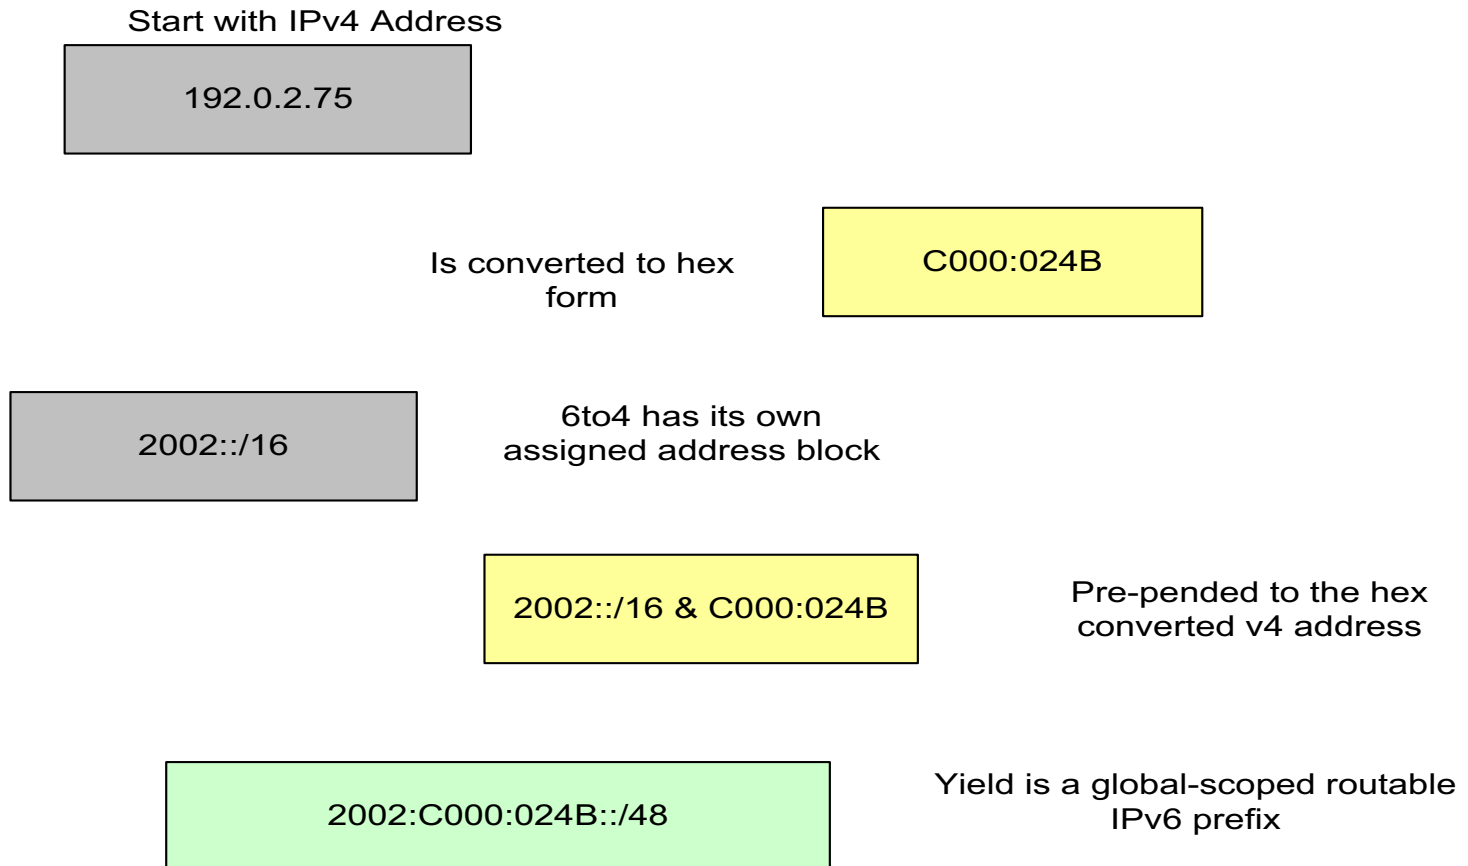 Start with IPv4 Address
192.0.2.75
Is converted to hex
form
C000:024B
2002::/16
6to4 has its own
assigned address block
2002::/16 & C000:024B
Pre-pended to the hex
converted v4 address
2002:C000:024B::/48
Yield is a global-scoped routable
IPv6 prefix